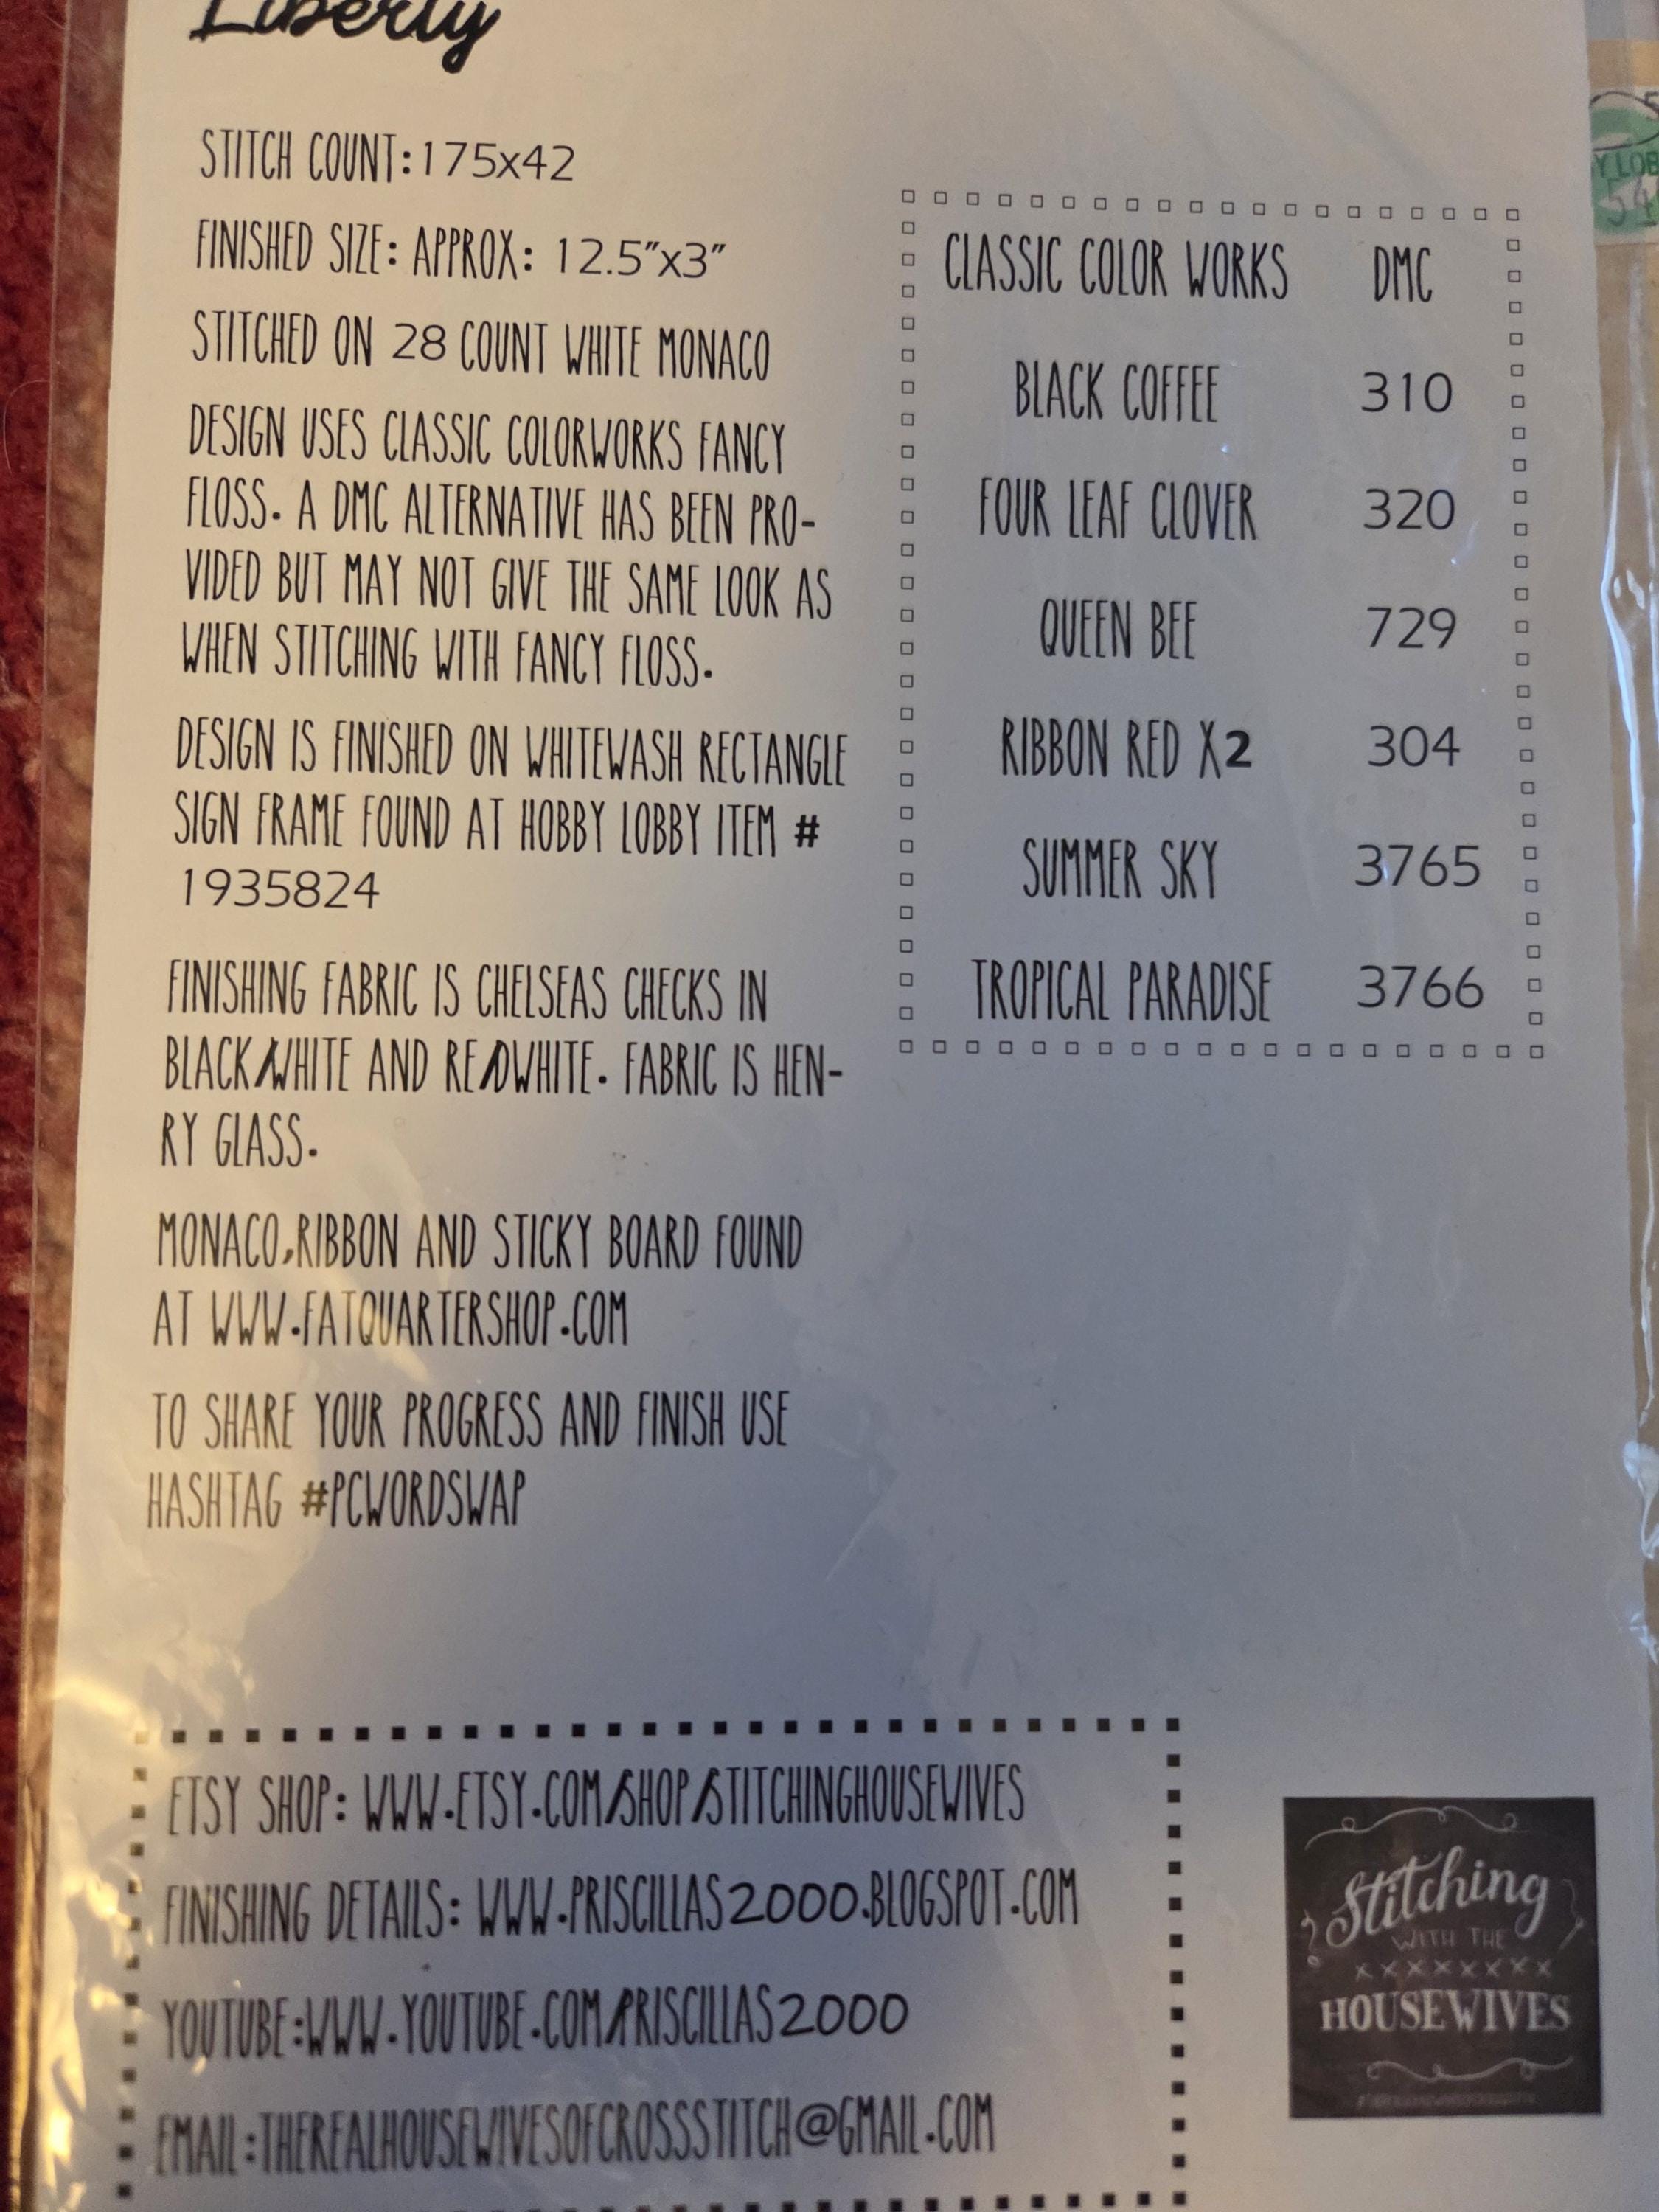 Liberty
STITCH COUNT:175x42
FINISHED SIZE: APPROX: 12.5"x3"
STITCHED ON 28 COUNT WHITE MONACO
DESIGN USES CLASSIC COLORWORKS FANCY
FLOSS. A DMC ALTERNATIVE HAS BEEN PRO-
VIDED BUT MAY NOT GIVE THE SAME LOOK AS
WHEN STITCHING WITH FANCY FLOSS.
DESIGN IS FINISHED ON WHITEWASH RECTANGLE
SIGN FRAME FOUND AT HOBBY LOBBY ITEM #
1935824
FINISHING FABRIC IS CHELSEAS CHECKS IN
BLACK/WHITE AND RE/DWHITE. FABRIC IS HEN-
RY GLASS.
MONACO,RIBBON AND STICKY BOARD FOUND
AT WWW.FATQUARTERSHOP.COM
TO SHARE YOUR PROGRESS AND FINISH USE
HASHTAG #PCWORDSWAP
CLASSIC COLOR WORKS DMC
BLACK COFFEE 310
FOUR LEAF CLOVER 320
QUEEN BEE 729
RIBBON RED X2 304
SUMMER SKY 3765
TROPICAL PARADISE 3766
ETSY SHOP: WWW.ETSY.COM/SHOP/STITCHINGHOUSEWIVES
FINISHING DETAILS: WWW.PRISCILLAS2000.BLOGSPOT.COM
YOUTUBE:WWW.YOUTUBE.COM/PRISCILLAS2000
EMAIL:THEREALHOUSEWIVESOFCROSSSTITCH@GMAIL.COM
Stitching
WITH THE
XXXXXXXX
HOUSEWIVES